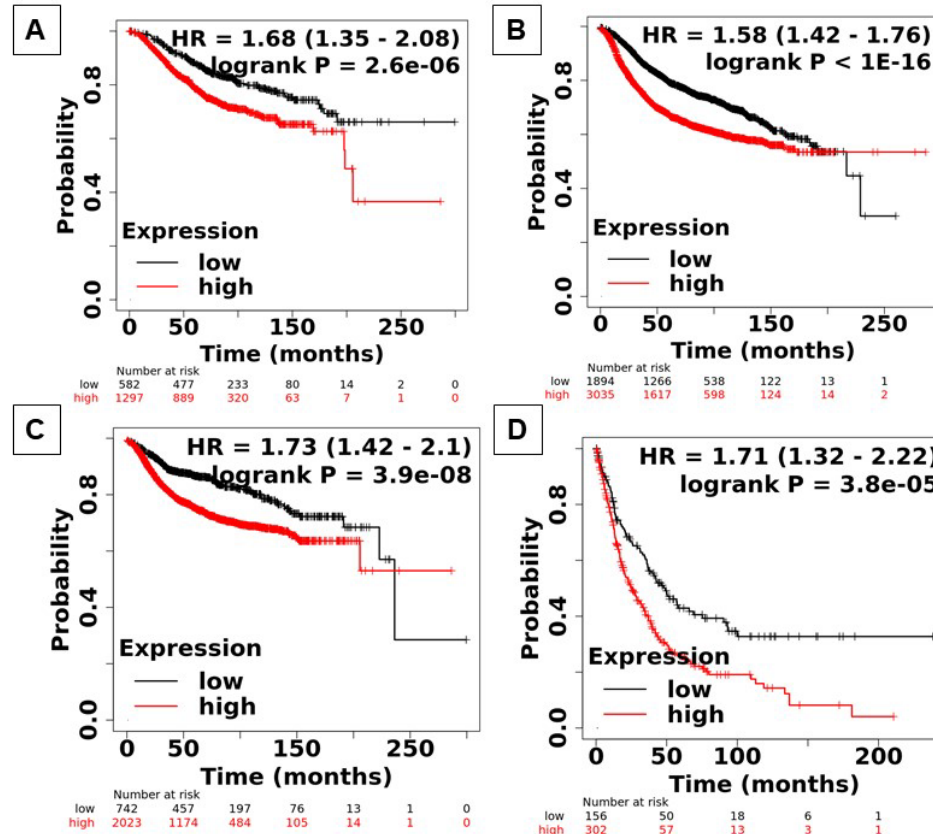 A
HR = 1.68 (1.35 - 2.08)
logrank P = 2.6e-06
Probability
0.0 0.4 0.8
Expression
low
high
0 50 150 250
Time (months)
Number at risk
low 582 477 233 80 14 2 0
high 1297 889 320 63 7 1 0
B
HR = 1.58 (1.42 - 1.76)
logrank P < 1E-16
Probability
0.0 0.4 0.8
Expression
low
high
0 50 150 250
Time (months)
Number at risk
low 1894 1266 538 122 13 1
high 3035 1617 598 124 14 2
C
HR = 1.73 (1.42 - 2.1)
logrank P = 3.9e-08
Probability
0.0 0.4 0.8
Expression
low
high
0 50 150 250
Time (months)
Number at risk
low 742 457 197 76 13 1 0
high 2023 1174 484 105 14 1 0
D
HR = 1.71 (1.32 - 2.22)
logrank P = 3.8e-05
Probability
0.0 0.4 0.8
Expression
low
high
0 50 100 200
Time (months)
Number at risk
low 156 50 18 6 1
high 302 57 13 3 1